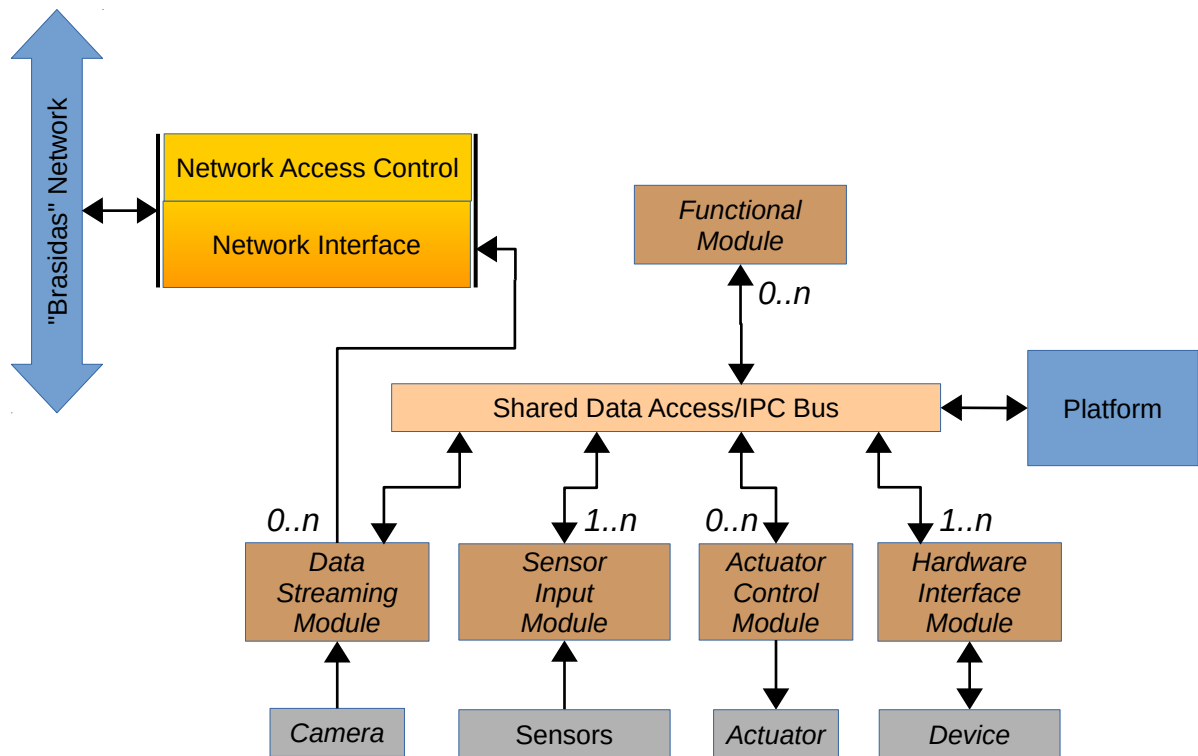 "Brasidas" Network
Network Access Control
Network Interface
Functional
Module
0..n
Shared Data Access/IPC Bus
Platform
0..n
1..n
0..n
1..n
Data
Streaming
Module
Sensor
Input
Module
Actuator
Control
Module
Hardware
Interface
Module
Camera
Sensors
Actuator
Device